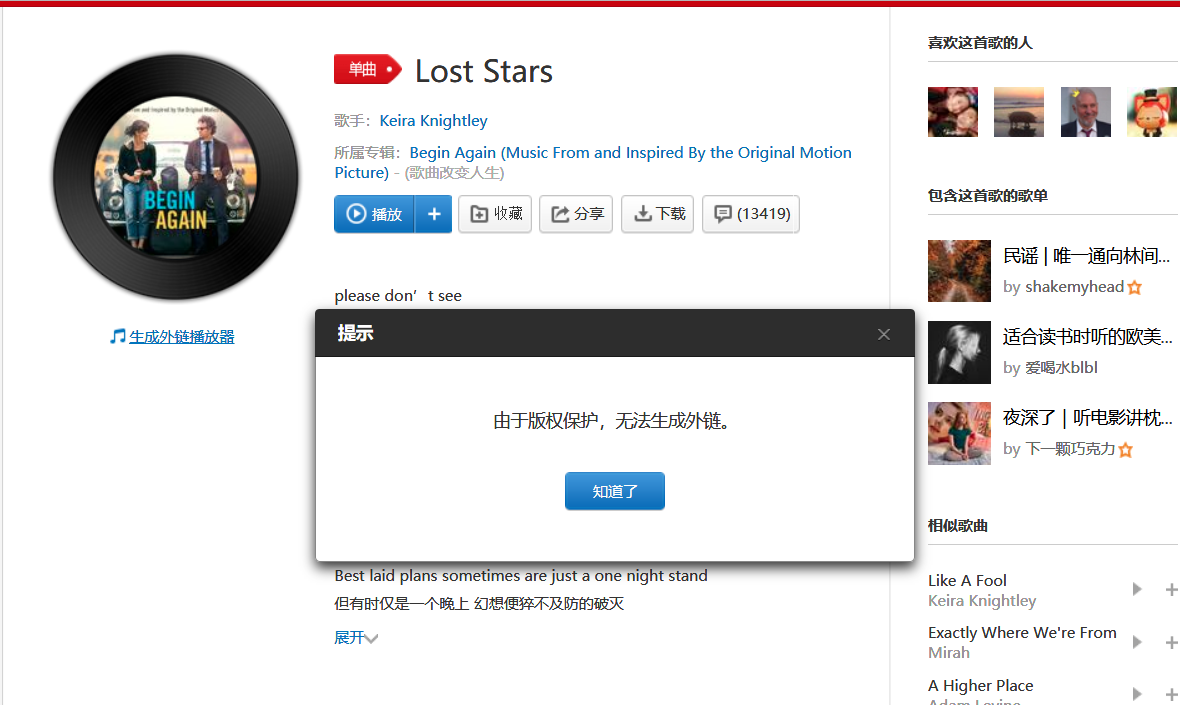 单曲
Lost Stars
歌手: Keira Knightley
所属专辑: Begin Again (Music From and Inspired By the Original Motion
Picture) - (歌曲改变人生)
播放
+
收藏
分享
下载
(13419)
BEGIN
AGAIN
生成外链播放器
please don’t see
提示
×
由于版权保护，无法生成外链。
知道了
Best laid plans sometimes are just a one night stand
但有时仅是一个晚上 幻想便猝不及防的破灭
展开
喜欢这首歌的人
包含这首歌的歌单
民谣 | 唯一通向林间...
by shakemyhead
适合读书时听的欧美...
by 爱喝水blbl
夜深了 | 听电影讲枕...
by 下一颗巧克力
相似歌曲
Like A Fool
Keira Knightley
Exactly Where We're From
Mirah
A Higher Place
Adam Levine